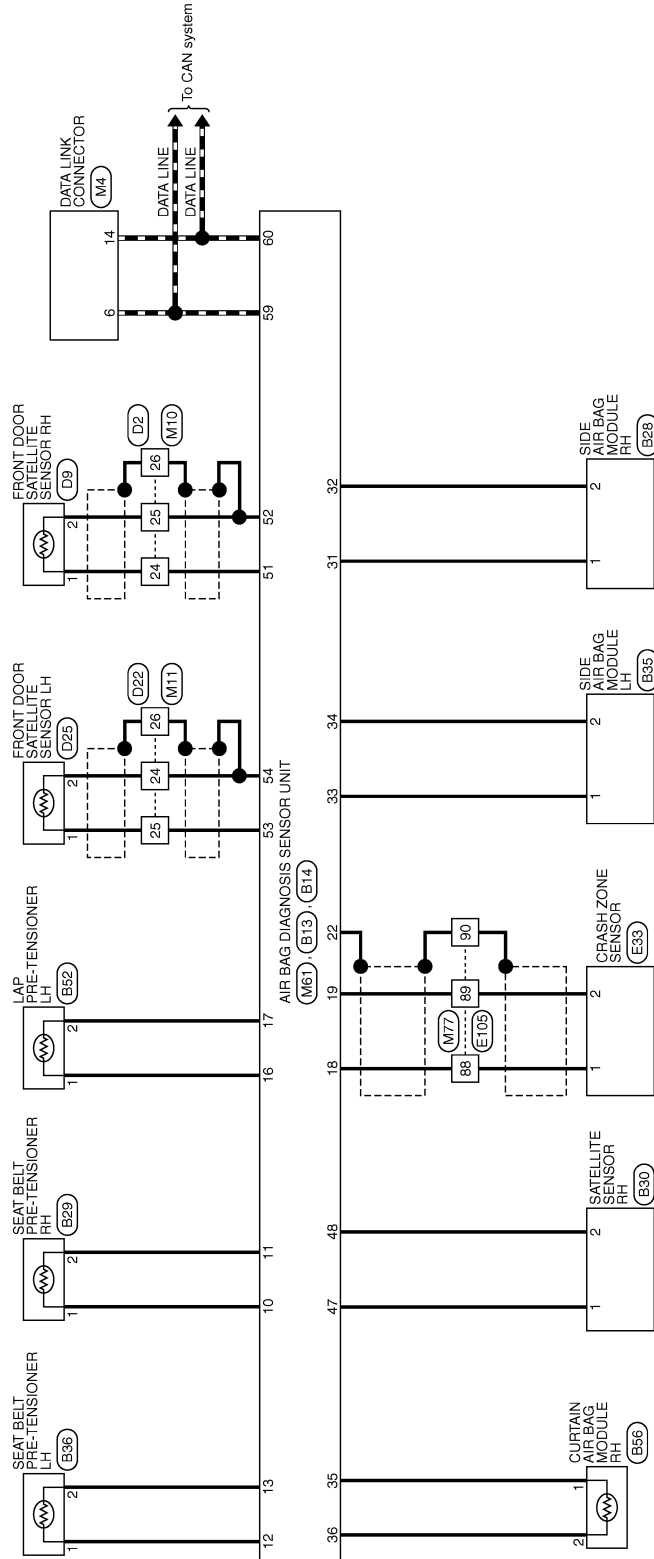 SEAT BELT
PRE-TENSIONER
LH
B36
1
2
SEAT BELT
PRE-TENSIONER
RH
B29
1
2
LAP
PRE-TENSIONER
LH
B52
1
2
FRONT DOOR
SATELLITE
SENSOR LH
D25
1
2
FRONT DOOR
SATELLITE
SENSOR RH
D9
1
2
DATA LINK
CONNECTOR
M4
6
14
25
24
26
D22
M11
24
25
26
D2
M10
DATA LINE
DATA LINE
To CAN system
12
13
10
11
16
17
53
54
51
52
59
60
AIR BAG DIAGNOSIS SENSOR UNIT
M61 , B13 , B14
36
35
47
48
18
19
22
33
34
31
32
88
89
90
M77
E105
2
1
CURTAIN
AIR BAG
MODULE
RH
B56
1
2
SATELLITE
SENSOR
RH
B30
1
2
CRASH ZONE
SENSOR
E33
1
2
SIDE
AIR BAG
MODULE
LH
B35
1
2
SIDE
AIR BAG
MODULE
RH
B28